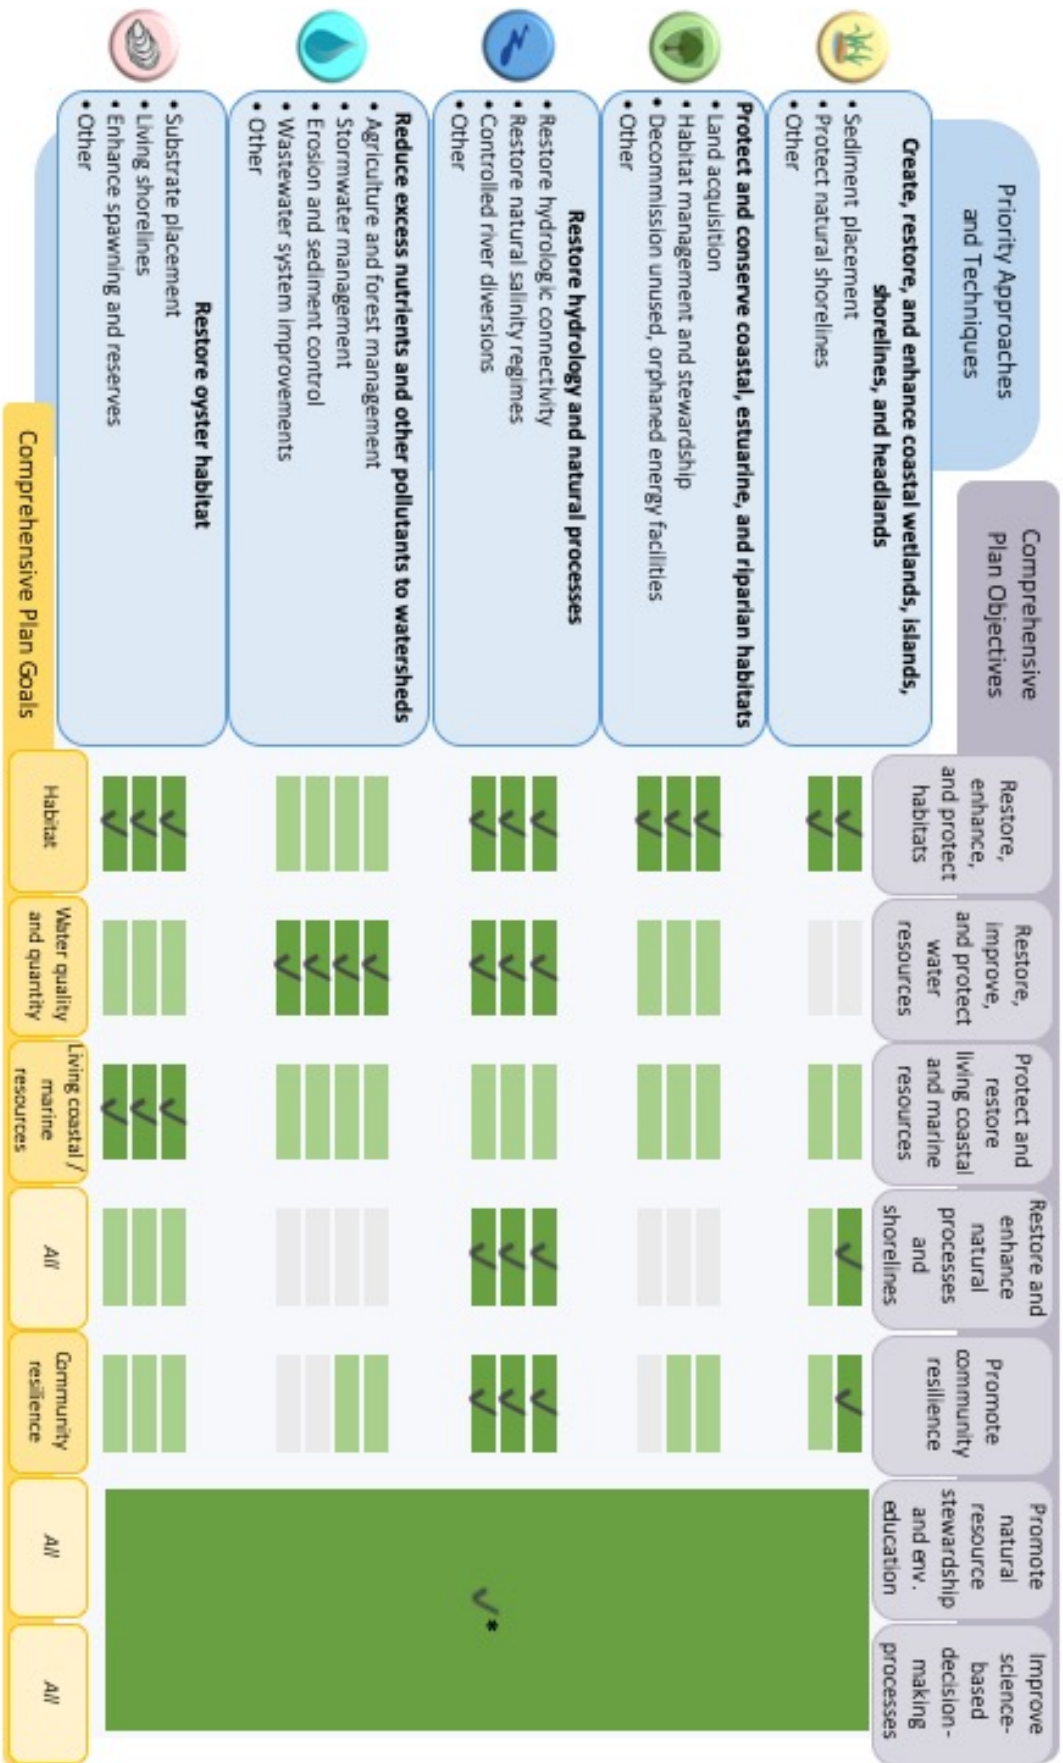 Priority Approaches
and Techniques
Comprehensive
Plan Objectives
Restore,
enhance,
and protect
habitats
Restore,
improve,
and protect
water
resources
Protect and
restore
living coastal
and marine
resources
Restore and
enhance
natural
processes
and
shorelines
Promote
community
resilience
Promote
natural
resource
stewardship
and env.
education
Improve
science-
based
decision-
making
processes
Create, restore, and enhance coastal wetlands, islands,
shorelines, and headlands
• Sediment placement
• Protect natural shorelines
• Other
Protect and conserve coastal, estuarine, and riparian habitats
• Land acquisition
• Habitat management and stewardship
• Decommission unused, orphaned energy facilities
• Other
Restore hydrology and natural processes
• Restore hydrologic connectivity
• Restore natural salinity regimes
• Controlled river diversions
• Other
Reduce excess nutrients and other pollutants to watersheds
• Agriculture and forest management
• Stormwater management
• Erosion and sediment control
• Wastewater system improvements
• Other
Restore oyster habitat
• Substrate placement
• Living shorelines
• Enhance spawning and reserves
• Other
✓*
Comprehensive Plan Goals
Habitat
Water quality
and quantity
Living coastal /
marine
resources
All
Community
resilience
All
All